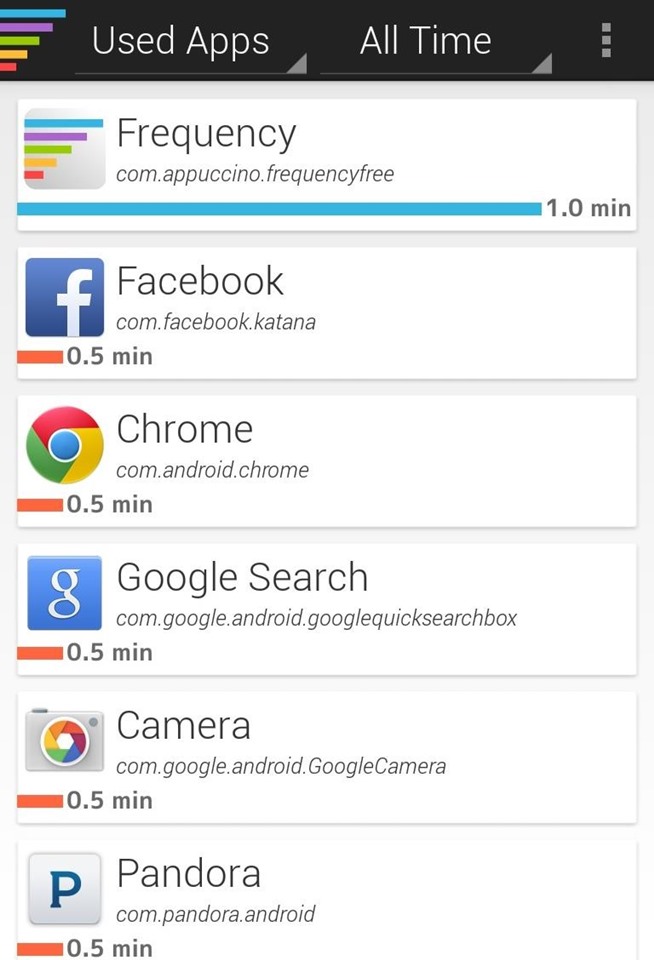 Used Apps All Time
Frequency
com.appuccino.frequencyfree
1.0 min
f
Facebook
com.facebook.katana
0.5 min
Chrome
com.android.chrome
0.5 min
g
Google Search
com.google.android.googlequicksearchbox
0.5 min
Camera
com.google.android.GoogleCamera
0.5 min
P
Pandora
com.pandora.android
0.5 min